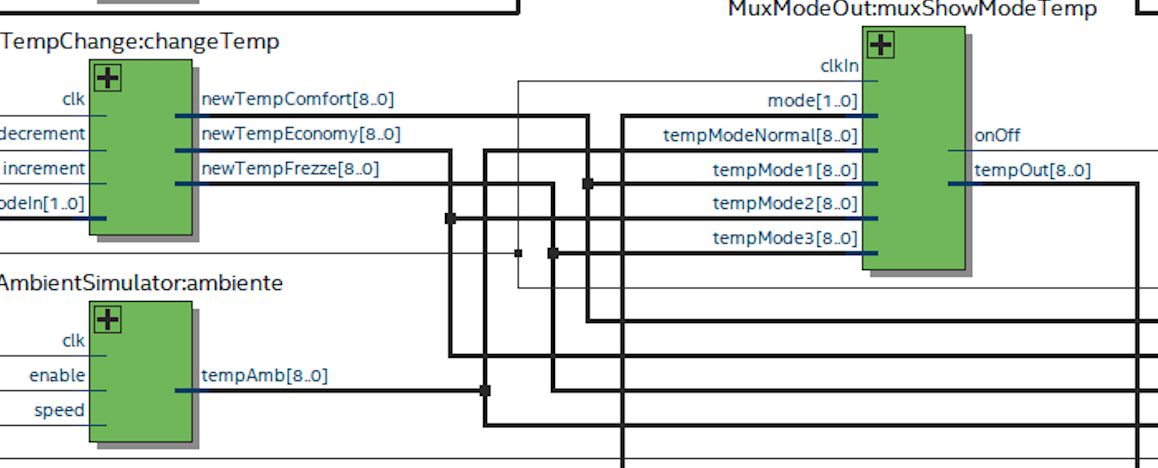 MuxModeOut:muxShowModeTemp
TempChange:changeTemp
clk
decrement
increment
odeIn[1..0]
newTempComfort[8..0]
newTempEconomy[8..0]
newTempFrezze[8..0]
clkIn
mode[1..0]
tempModeNormal[8..0]
tempMode1[8..0]
tempMode2[8..0]
tempMode3[8..0]
onOff
tempOut[8..0]
AmbientSimulator:ambiente
clk
enable
speed
tempAmb[8..0]